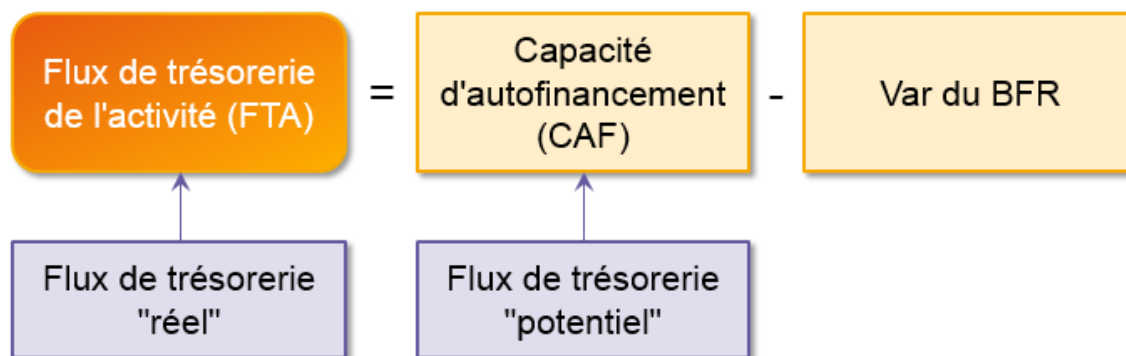 Flux de trésorerie
de l'activité (FTA)
=
Capacité
d'autofinancement
(CAF)
-
Var du BFR
Flux de trésorerie
"réel"
Flux de trésorerie
"potentiel"